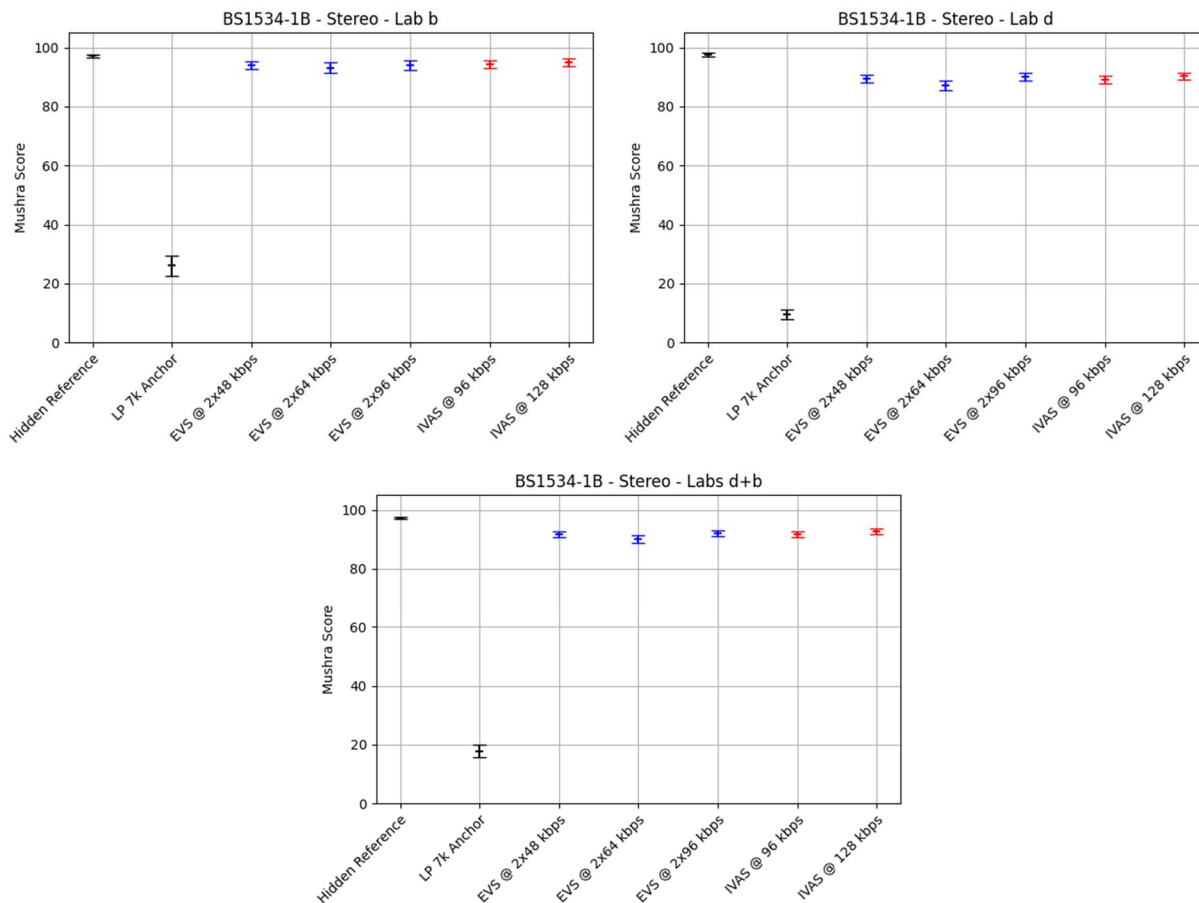 BS1534-1B - Stereo - Lab b
Mushra Score
100
80
60
40
20
0
Hidden Reference
LP 7k Anchor
EVS @ 2x48 kbps
EVS @ 2x64 kbps
EVS @ 2x96 kbps
IVAS @ 96 kbps
IVAS @ 128 kbps
BS1534-1B - Stereo - Lab d
Mushra Score
100
80
60
40
20
0
Hidden Reference
LP 7k Anchor
EVS @ 2x48 kbps
EVS @ 2x64 kbps
EVS @ 2x96 kbps
IVAS @ 96 kbps
IVAS @ 128 kbps
BS1534-1B - Stereo - Labs d+b
Mushra Score
100
80
60
40
20
0
Hidden Reference
LP 7k Anchor
EVS @ 2x48 kbps
EVS @ 2x64 kbps
EVS @ 2x96 kbps
IVAS @ 96 kbps
IVAS @ 128 kbps